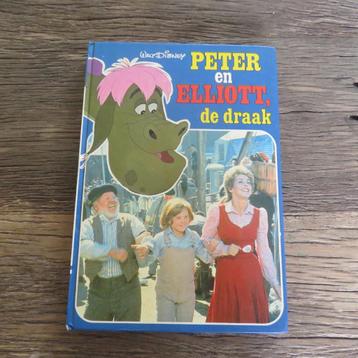 WALT DISNEY
PETER
en
ELLIOTT,
de draak